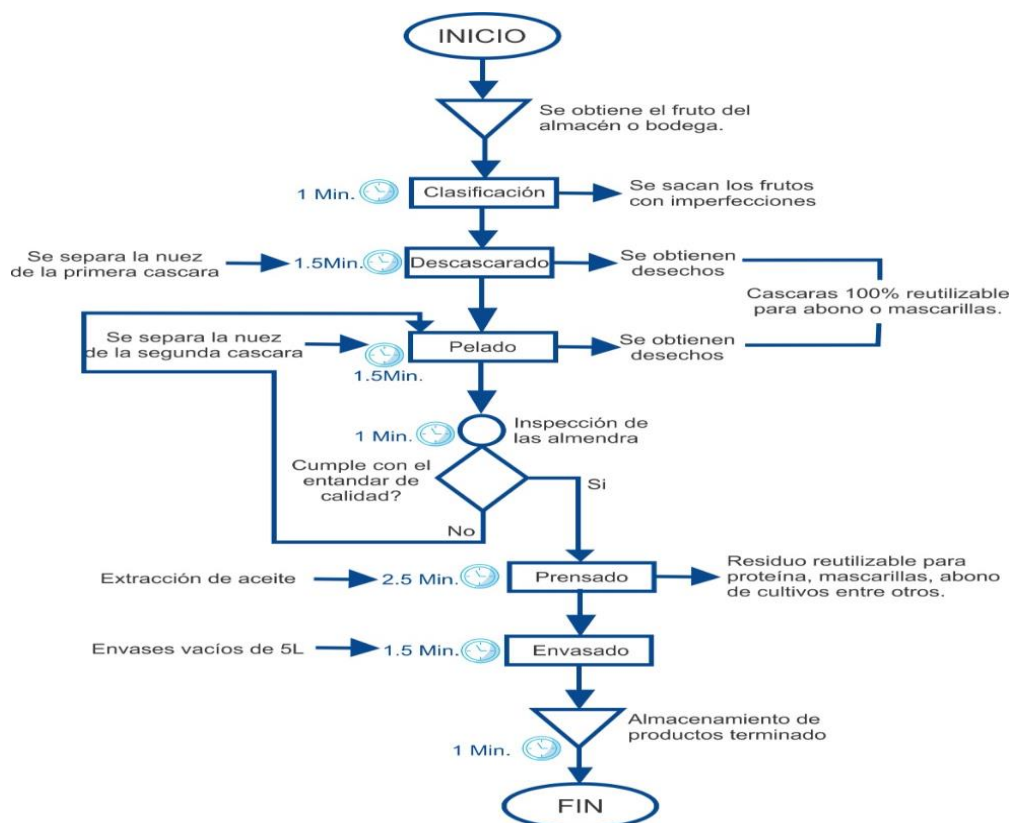 INICIO
Se obtiene el fruto del
almacén o bodega.
1 Min.
Clasificación
Se sacan los frutos
con imperfecciones
Se separa la nuez
de la primera cascara
1.5Min.
Descascarado
Se obtienen
desechos
Cascaras 100% reutilizable
para abono o mascarillas.
Se separa la nuez
de la segunda cascara
1.5Min.
Pelado
Se obtienen
desechos
1 Min.
Inspección de
las almendra
Cumple con el
entandar de
calidad?
Si
No
Extracción de aceite
2.5 Min.
Prensado
Residuo reutilizable para
proteína, mascarillas, abono
de cultivos entre otros.
Envases vacíos de 5L
1.5 Min.
Envasado
Almacenamiento de
productos terminado
1 Min.
FIN